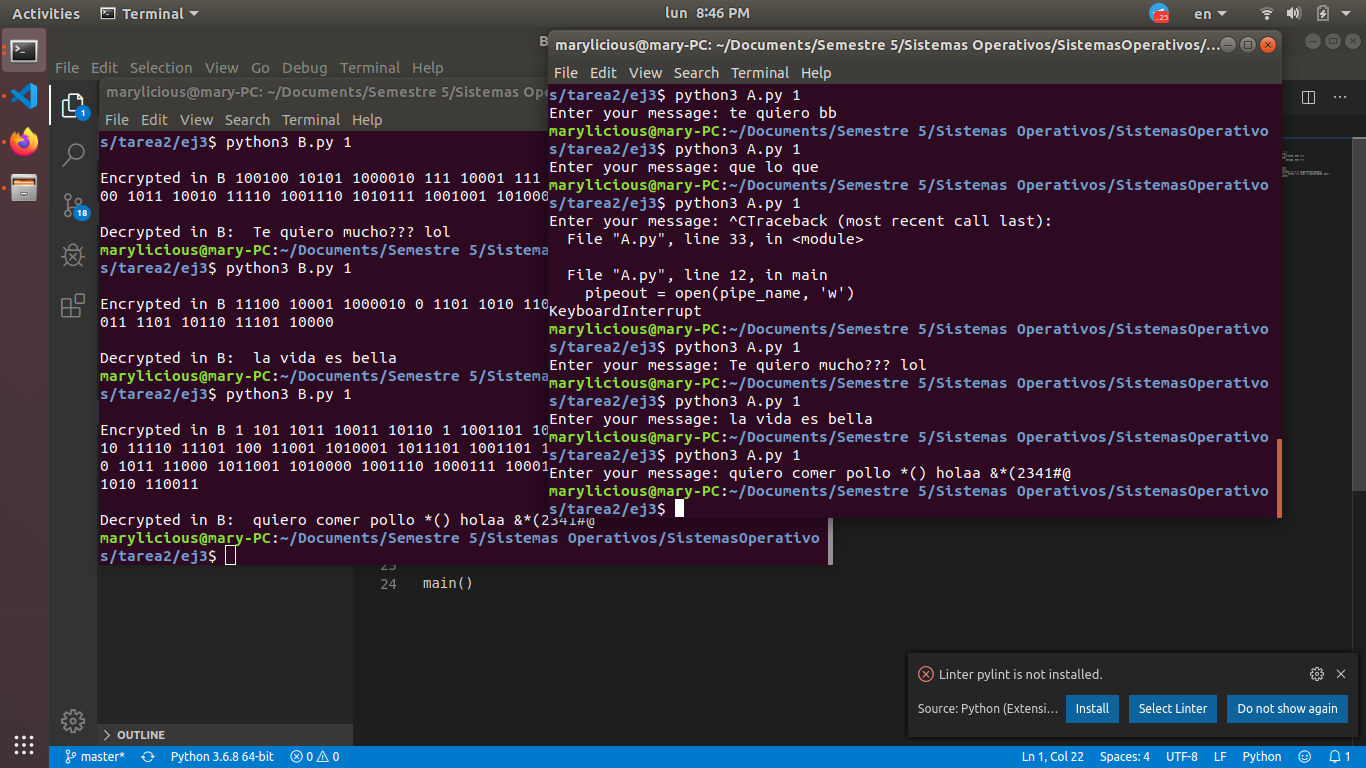 Activities Terminal lun 8:46 PM 25 en
File Edit Selection View Go Debug Terminal Help
1
18
marylicious@mary-PC: ~/Documents/Semestre 5/Sistemas Ope
File Edit View Search Terminal Help
s/tarea2/ej3$ python3 B.py 1
Encrypted in B 100100 10101 1000010 111 10001 111
00 1011 10010 11110 1001110 1010111 1001001 101000
Decrypted in B:  Te quiero mucho??? lol
marylicious@mary-PC:~/Documents/Semestre 5/Sistema
s/tarea2/ej3$ python3 B.py 1
Encrypted in B 11100 10001 1000010 0 1101 1010 110
011 1101 10110 11101 10000
Decrypted in B:  la vida es bella
marylicious@mary-PC:~/Documents/Semestre 5/Sistema
s/tarea2/ej3$ python3 B.py 1
Encrypted in B 1 101 1011 10011 10110 1 1001101 10
10 11110 11101 100 11001 1010001 1011101 1001101 1
0 1011 11000 1011001 1010000 1001110 1000111 10001
1010 110011
Decrypted in B:  quiero comer pollo *() holaa &*(2341#@
marylicious@mary-PC:~/Documents/Semestre 5/Sistemas Operativos/SistemasOperativo
s/tarea2/ej3$
marylicious@mary-PC: ~/Documents/Semestre 5/Sistemas Operativos/SistemasOperativos/...
File Edit View Search Terminal Help
s/tarea2/ej3$ python3 A.py 1
Enter your message: te quiero bb
marylicious@mary-PC:~/Documents/Semestre 5/Sistemas Operativos/SistemasOperativo
s/tarea2/ej3$ python3 A.py 1
Enter your message: que lo que
marylicious@mary-PC:~/Documents/Semestre 5/Sistemas Operativos/SistemasOperativo
s/tarea2/ej3$ python3 A.py 1
Enter your message: ^CTraceback (most recent call last):
  File "A.py", line 33, in <module>
  File "A.py", line 12, in main
    pipeout = open(pipe_name, 'w')
KeyboardInterrupt
marylicious@mary-PC:~/Documents/Semestre 5/Sistemas Operativos/SistemasOperativo
s/tarea2/ej3$ python3 A.py 1
Enter your message: Te quiero mucho??? lol
marylicious@mary-PC:~/Documents/Semestre 5/Sistemas Operativos/SistemasOperativo
s/tarea2/ej3$ python3 A.py 1
Enter your message: la vida es bella
marylicious@mary-PC:~/Documents/Semestre 5/Sistemas Operativos/SistemasOperativo
s/tarea2/ej3$ python3 A.py 1
Enter your message: quiero comer pollo *() holaa &*(2341#@
marylicious@mary-PC:~/Documents/Semestre 5/Sistemas Operativos/SistemasOperativo
s/tarea2/ej3$
23
24 main()
Linter pylint is not installed.
Source: Python (Extensi... Install Select Linter Do not show again
OUTLINE
master* Python 3.6.8 64-bit 0 0 Ln 1, Col 22 Spaces: 4 UTF-8 LF Python 1